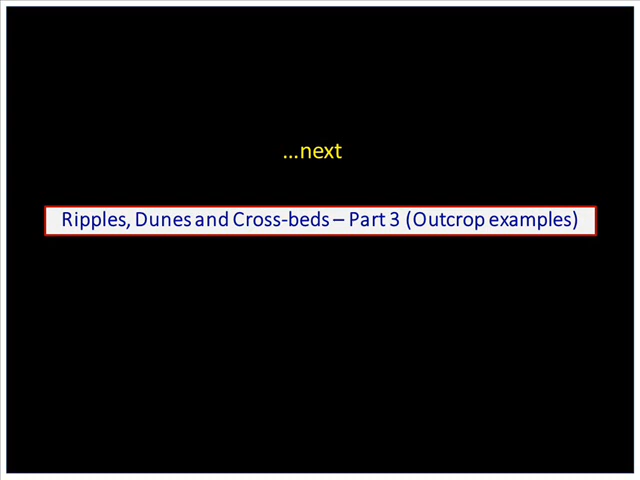 ...next
Ripples, Dunes and Cross-beds – Part 3 (Outcrop examples)